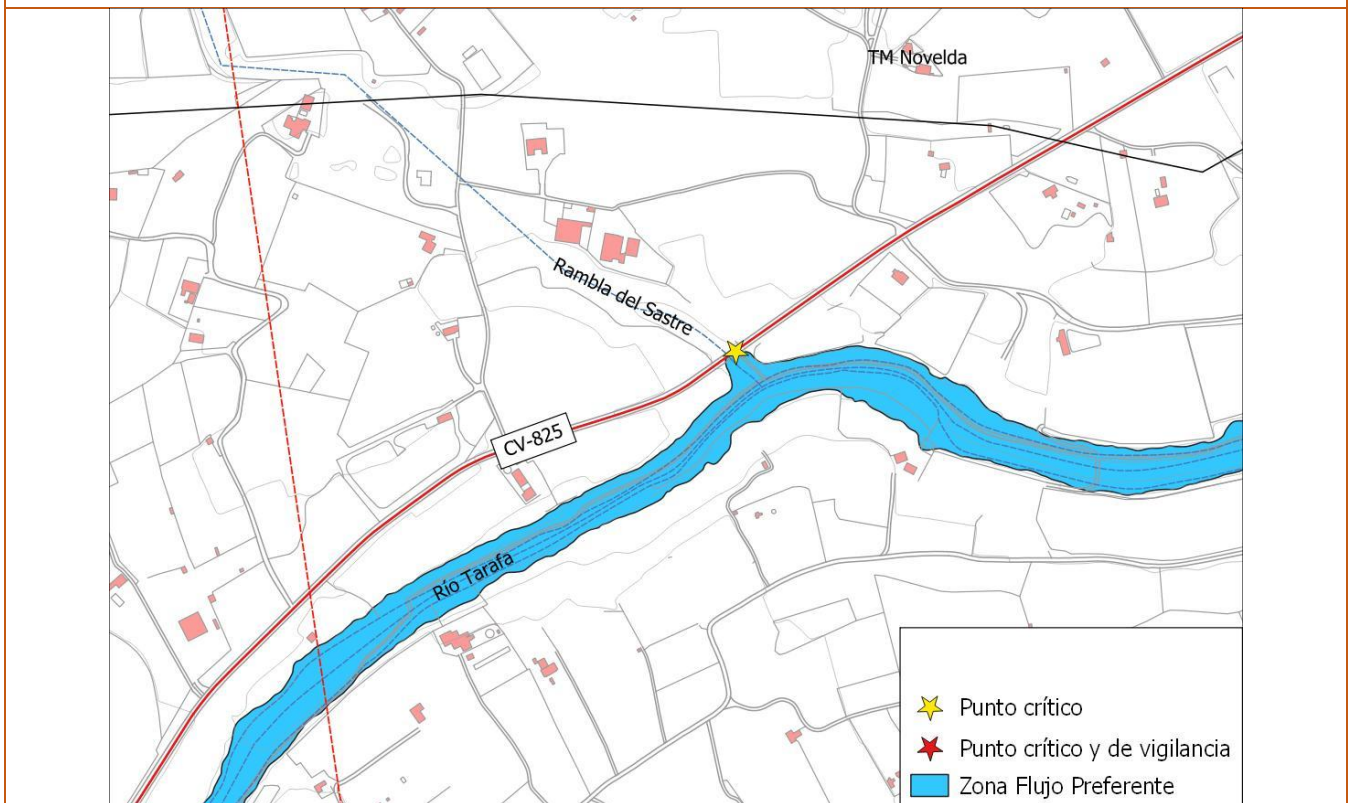 TM Novelda
Rambla del Sastre
CV-825
Río Tarafa
Punto crítico
Punto crítico y de vigilancia
Zona Flujo Preferente